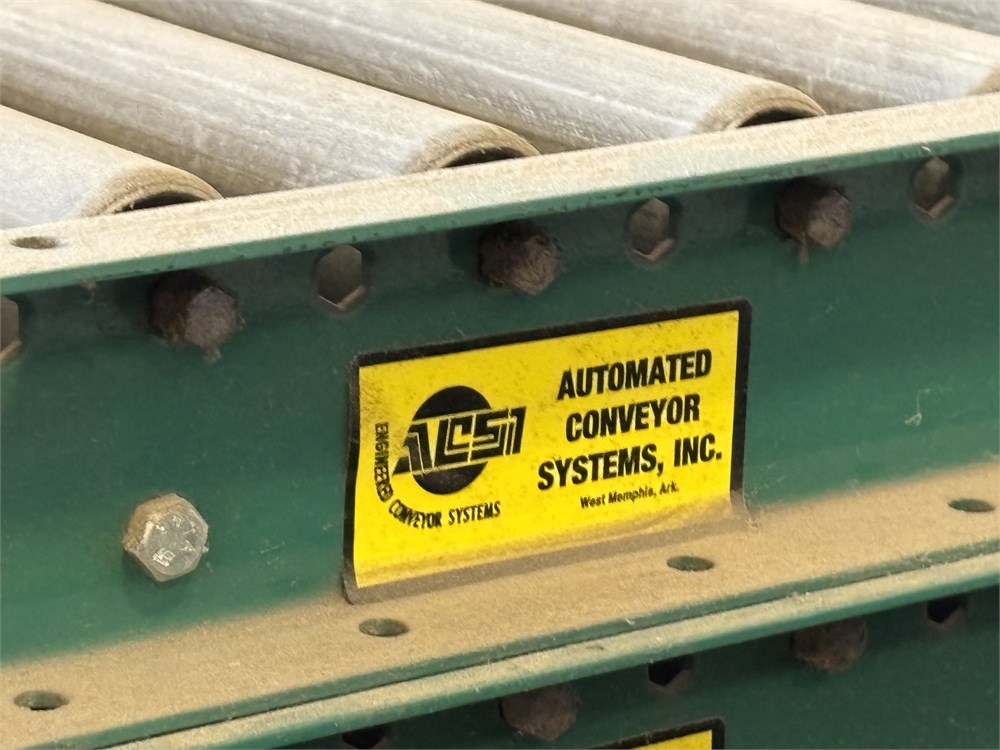 ACSI
ENGINEERED CONVEYOR SYSTEMS
AUTOMATED
CONVEYOR
SYSTEMS, INC.
West Memphis, Ark.